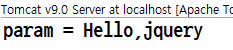 Tomcat v9.0 Server at localhost [Apache To
param = Hello,jquery